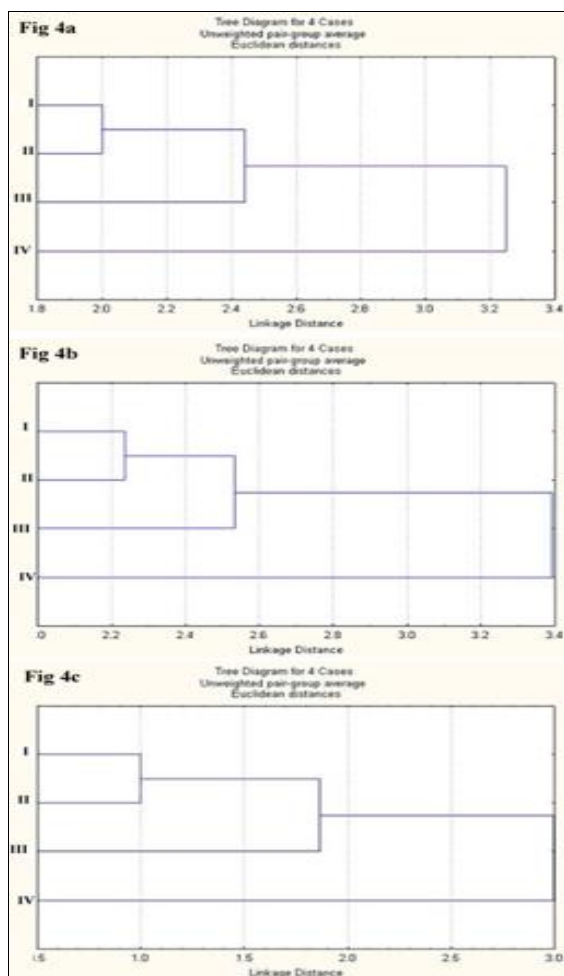 Fig 4a
Tree Diagram for 4 Cases
Unweighted pair-group average
Euclidean distances
I
II
III
IV
1.8 2.0 2.2 2.4 2.6 2.8 3.0 3.2 3.4
Linkage Distance
Fig 4b
Tree Diagram for 4 Cases
Unweighted pair-group average
Euclidean distances
I
II
III
IV
.0 2.2 2.4 2.6 2.8 3.0 3.2 3.4
Linkage Distance
Fig 4c
Tree Diagram for 4 Cases
Unweighted pair-group average
Euclidean distances
I
II
III
IV
.5 1.0 1.5 2.0 2.5 3.0
Linkage Distance